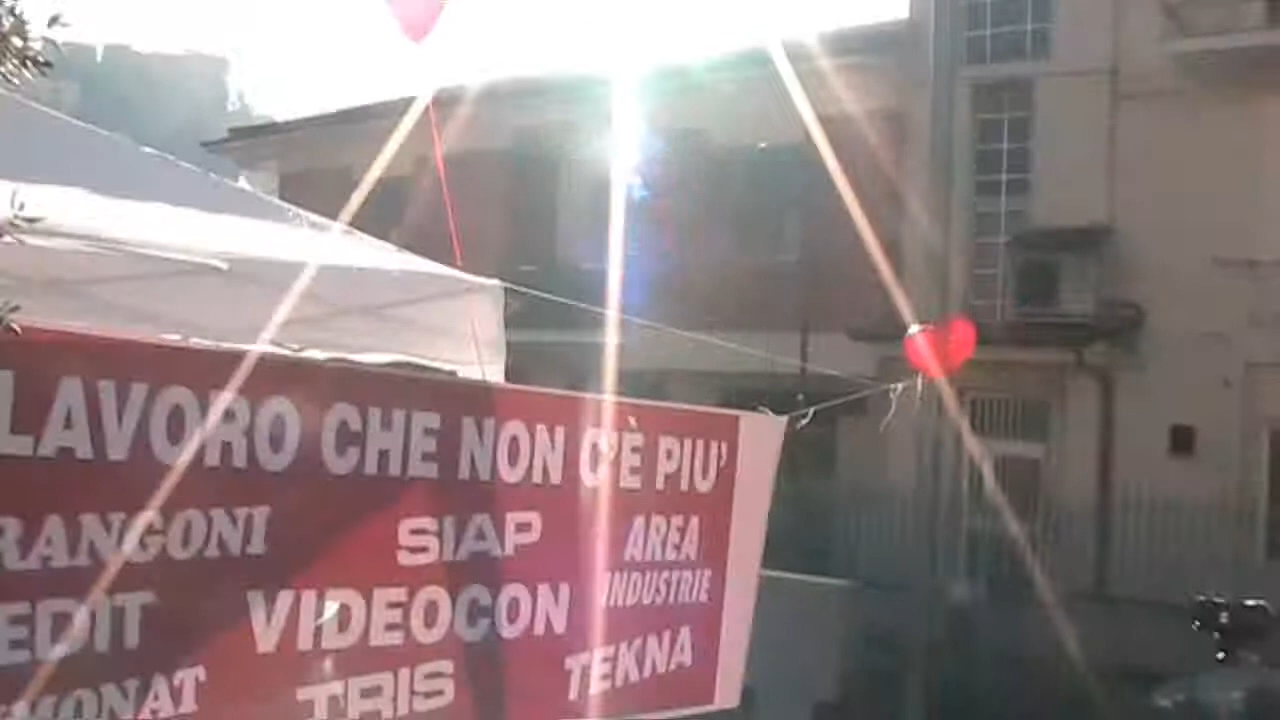 LAVORO CHE NON C'È PIU'
RANGONI SIAP AREA INDUSTRIE
EDIT VIDEOCON
MONAT TRIS TEKNA